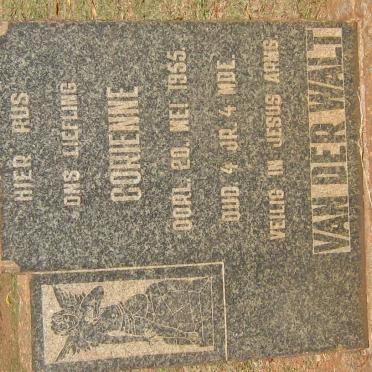 HIER RUS
ONS LIEFLING
CORIENNE
OORL. 20. MEI 1965.
OUD 4 JR 4 MDE.
VEILIG IN JESUS ARMS
VAN DER WALT